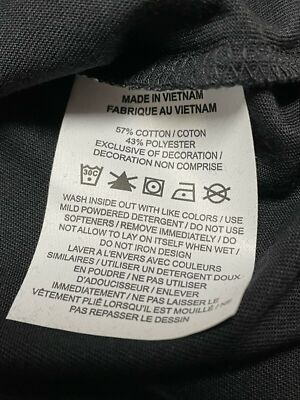 MADE IN VIETNAM
FABRIQUE AU VIETNAM
57% COTTON / COTON
43% POLYESTER
EXCLUSIVE OF DECORATION /
DECORATION NON COMPRISE
30C
WASH INSIDE OUT WITH LIKE COLORS / USE
MILD POWDERED DETERGENT / DO NOT USE
SOFTENERS / REMOVE IMMEDIATELY / DO
NOT ALLOW TO LAY ON ITSELF WHEN WET /
DO NOT IRON DESIGN
LAVER À L'ENVERS AVEC COULEURS
SIMILAIRES / UTILISER UN DETERGENT DOUX
EN POUDRE / NE PAS UTILISER
D'ADOUCISSEUR / ENLEVER
IMMÉDIATEMENT / NE PAS LAISSER LE
VÊTEMENT PLIÉ LORSQU'IL EST MOUILLÉ / NE
PAS REPASSER LE DESSIN